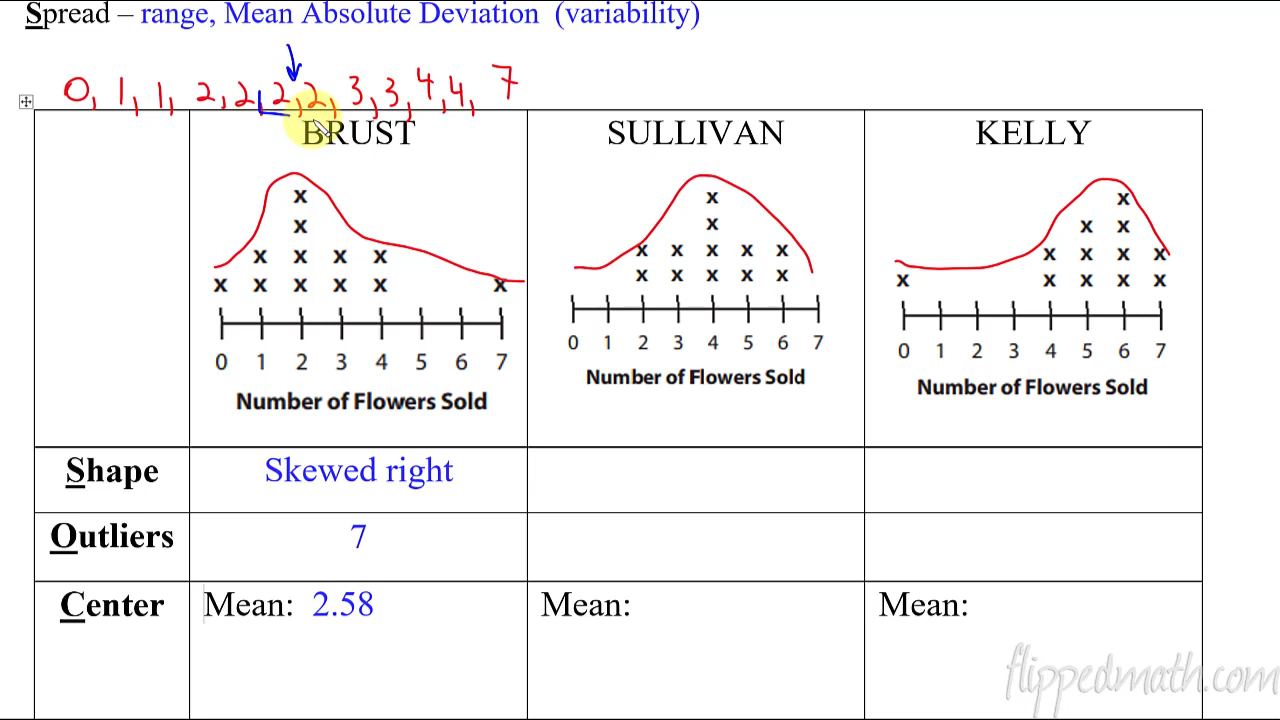 Spread – range, Mean Absolute Deviation (variability)
0, 1, 1, 2, 2, 2, 2, 3, 3, 4, 4, 7
BRUST SULLIVAN KELLY
x
x
x x x x
x x x x x x
0 1 2 3 4 5 6 7
Number of Flowers Sold
x
x
x x x x x
x x x x x
0 1 2 3 4 5 6 7
Number of Flowers Sold
x
x x
x x x x
x x x x x
0 1 2 3 4 5 6 7
Number of Flowers Sold
Shape Skewed right
Outliers 7
Center Mean: 2.58 Mean: Mean:
flippedmath.com